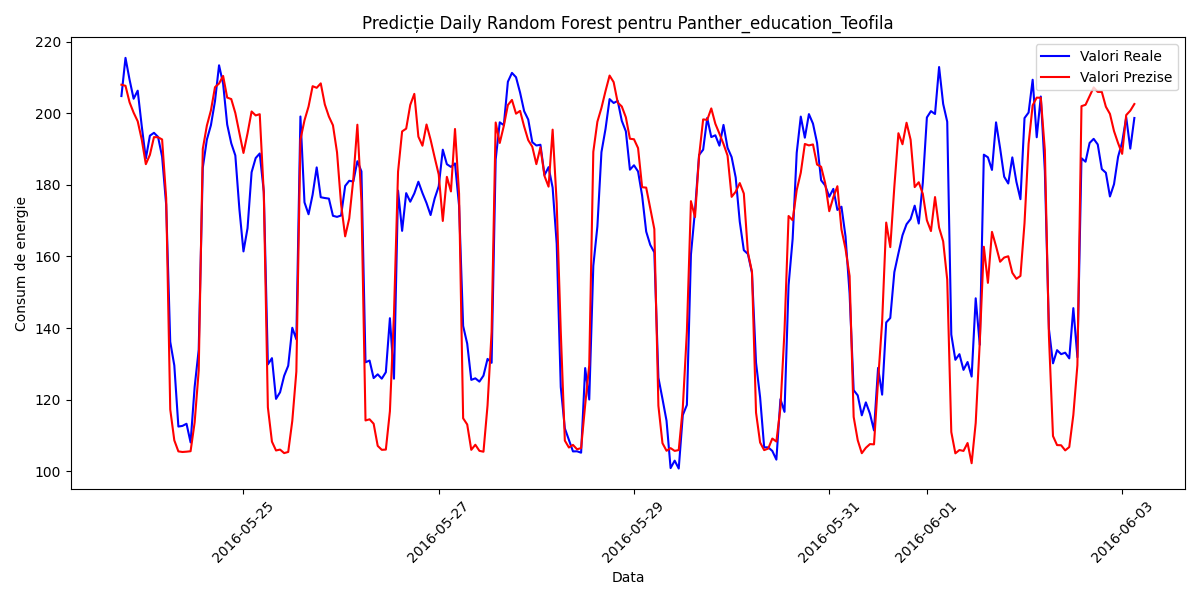 Predicție Daily Random Forest pentru Panther_education_Teofila
Valori Reale
Valori Prezise
Consum de energie
220
200
180
160
140
120
100
2016-05-25
2016-05-27
2016-05-29
2016-05-31
2016-06-01
2016-06-03
Data